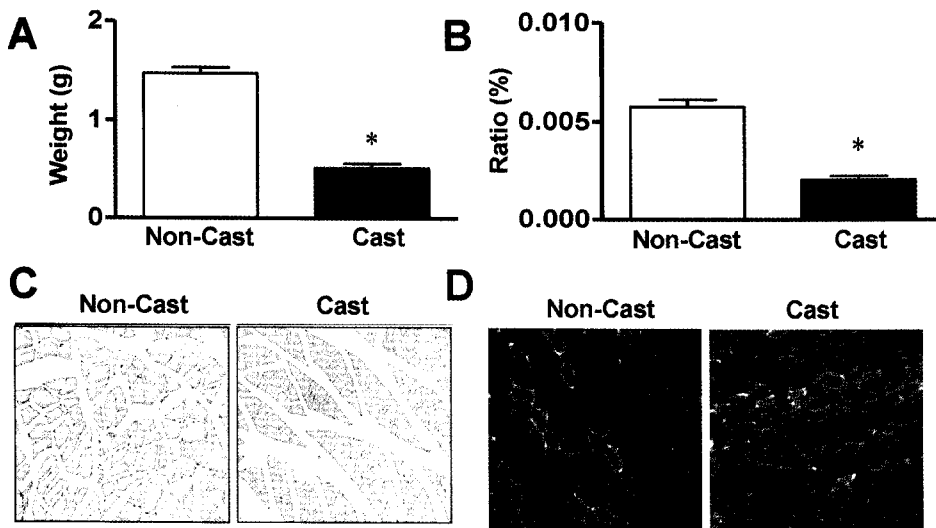 A
Weight (g)
2
1
0
*
Non-Cast
Cast
B
Ratio (%)
0.010
0.005
0.000
*
Non-Cast
Cast
C
Non-Cast
Cast
D
Non-Cast
Cast